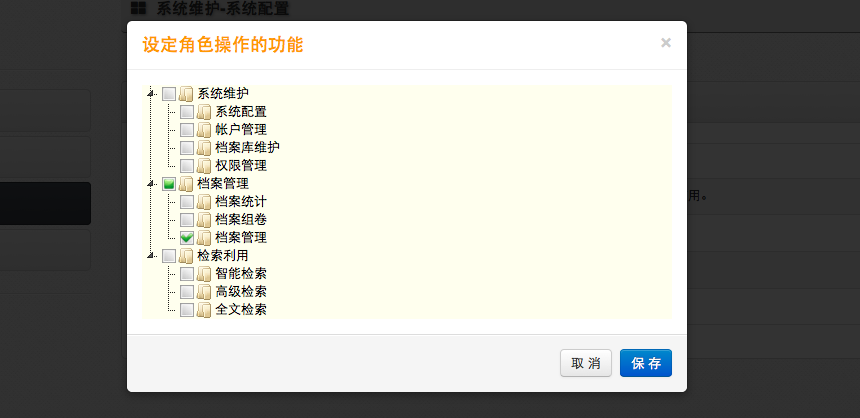 系统维护-系统配置
设定角色操作的功能
×
系统维护
系统配置
帐户管理
档案库维护
权限管理
档案管理
档案统计
档案组卷
档案管理
检索利用
智能检索
高级检索
全文检索
用。
取 消
保 存